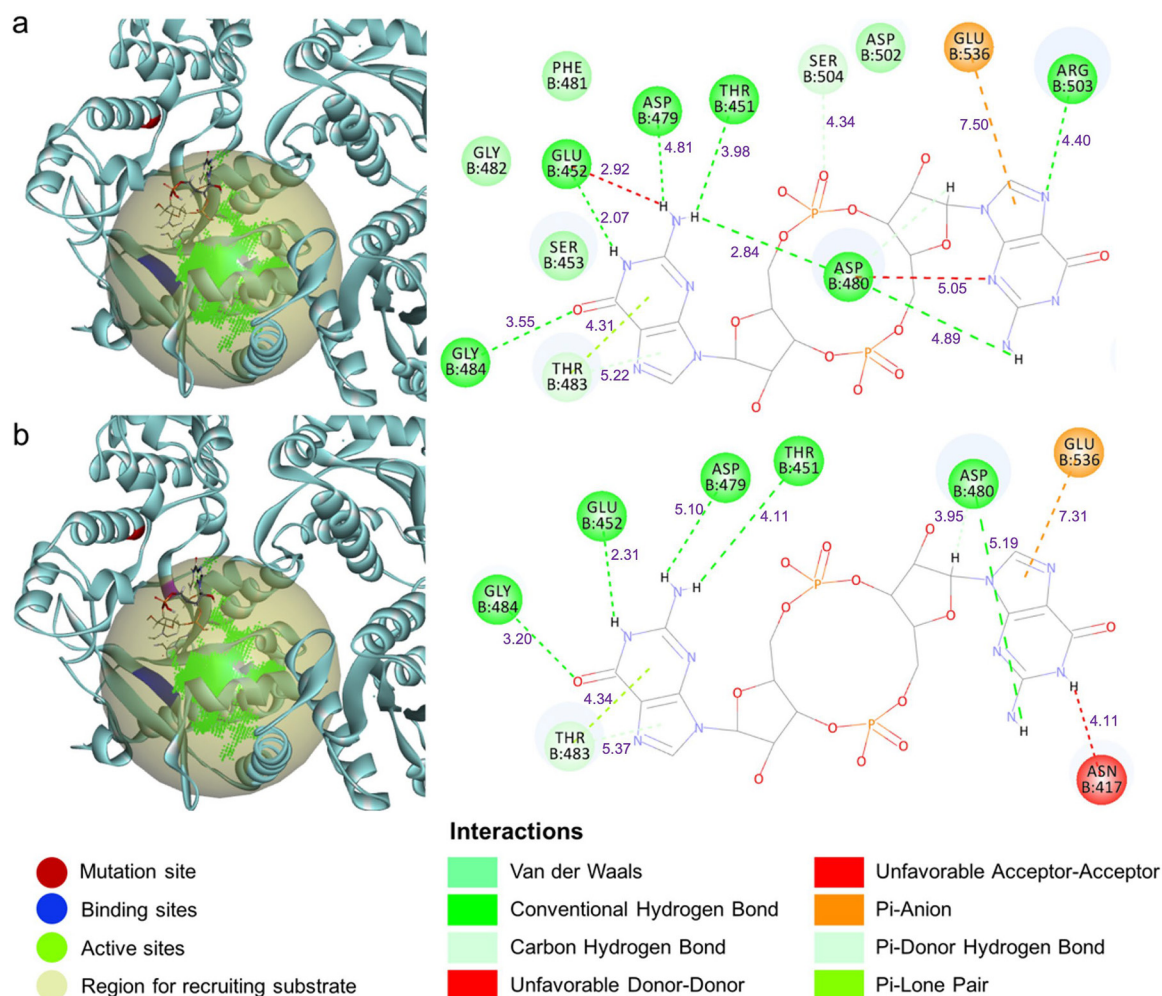 a
PHE
B:481
GLY
B:482
GLU
B:452
ASP
B:479
THR
B:451
SER
B:504
ASP
B:502
GLU
B:536
ARG
B:503
4.34
7.50
4.40
4.81
3.98
2.92
2.07
SER
B:453
2.84
ASP
B:480
5.05
4.89
3.55
4.31
GLY
B:484
THR
B:483
5.22
H
H
N
H
N
N
O
N
N
O
O
O
O
P
O
O
O
O
P
O
O
O
H
N
N
N
N
O
N
H
b
GLU
B:452
ASP
B:479
THR
B:451
ASP
B:480
GLU
B:536
5.10
4.11
3.95
5.19
7.31
2.31
GLY
B:484
3.20
4.34
THR
B:483
5.37
4.11
ASN
B:417
H
H
N
H
N
N
O
N
N
O
O
O
O
P
O
O
O
O
P
O
O
O
H
N
N
N
N
O
H
N
H
Interactions
Mutation site
Binding sites
Active sites
Region for recruiting substrate
Van der Waals
Conventional Hydrogen Bond
Carbon Hydrogen Bond
Unfavorable Donor-Donor
Unfavorable Acceptor-Acceptor
Pi-Anion
Pi-Donor Hydrogen Bond
Pi-Lone Pair